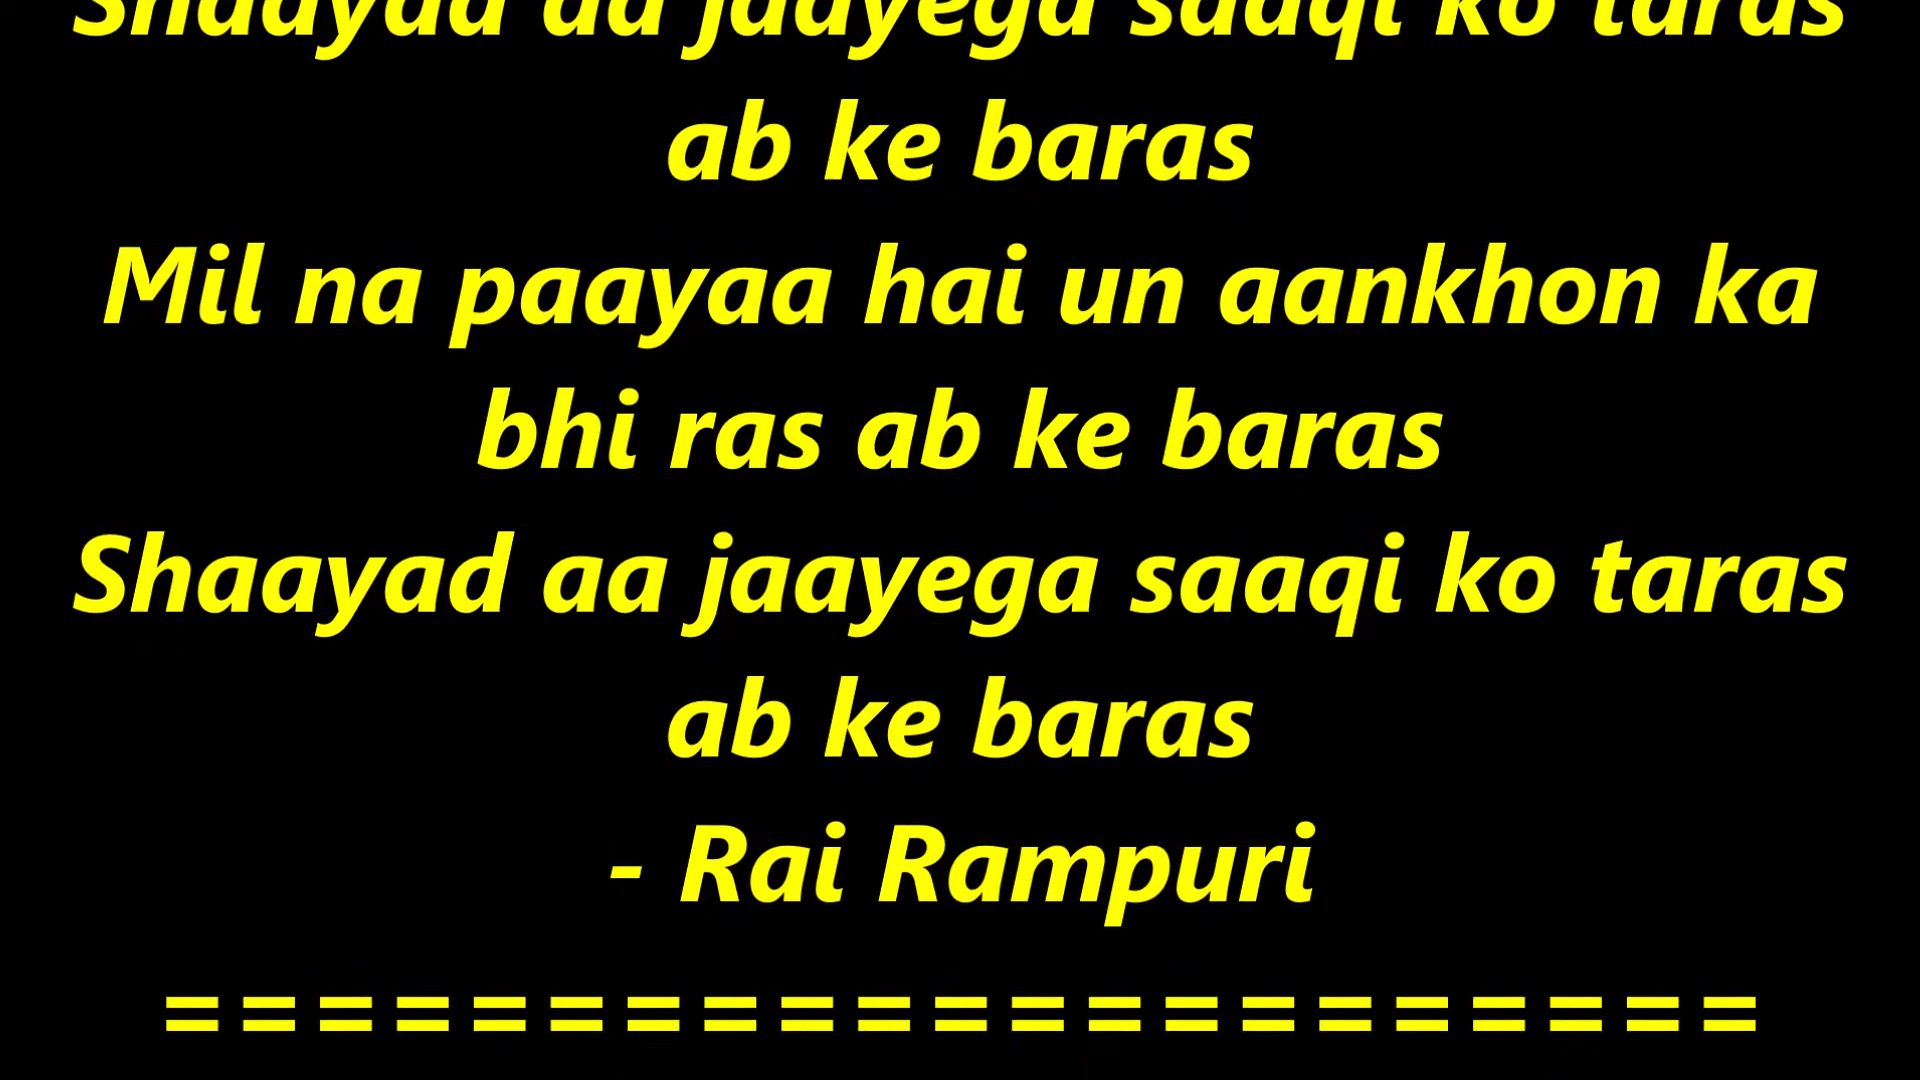 Shaayad aa jaayega saaqi ko taras
ab ke baras
Mil na paayaa hai un aankhon ka
bhi ras ab ke baras
Shaayad aa jaayega saaqi ko taras
ab ke baras
- Rai Rampuri
=====================